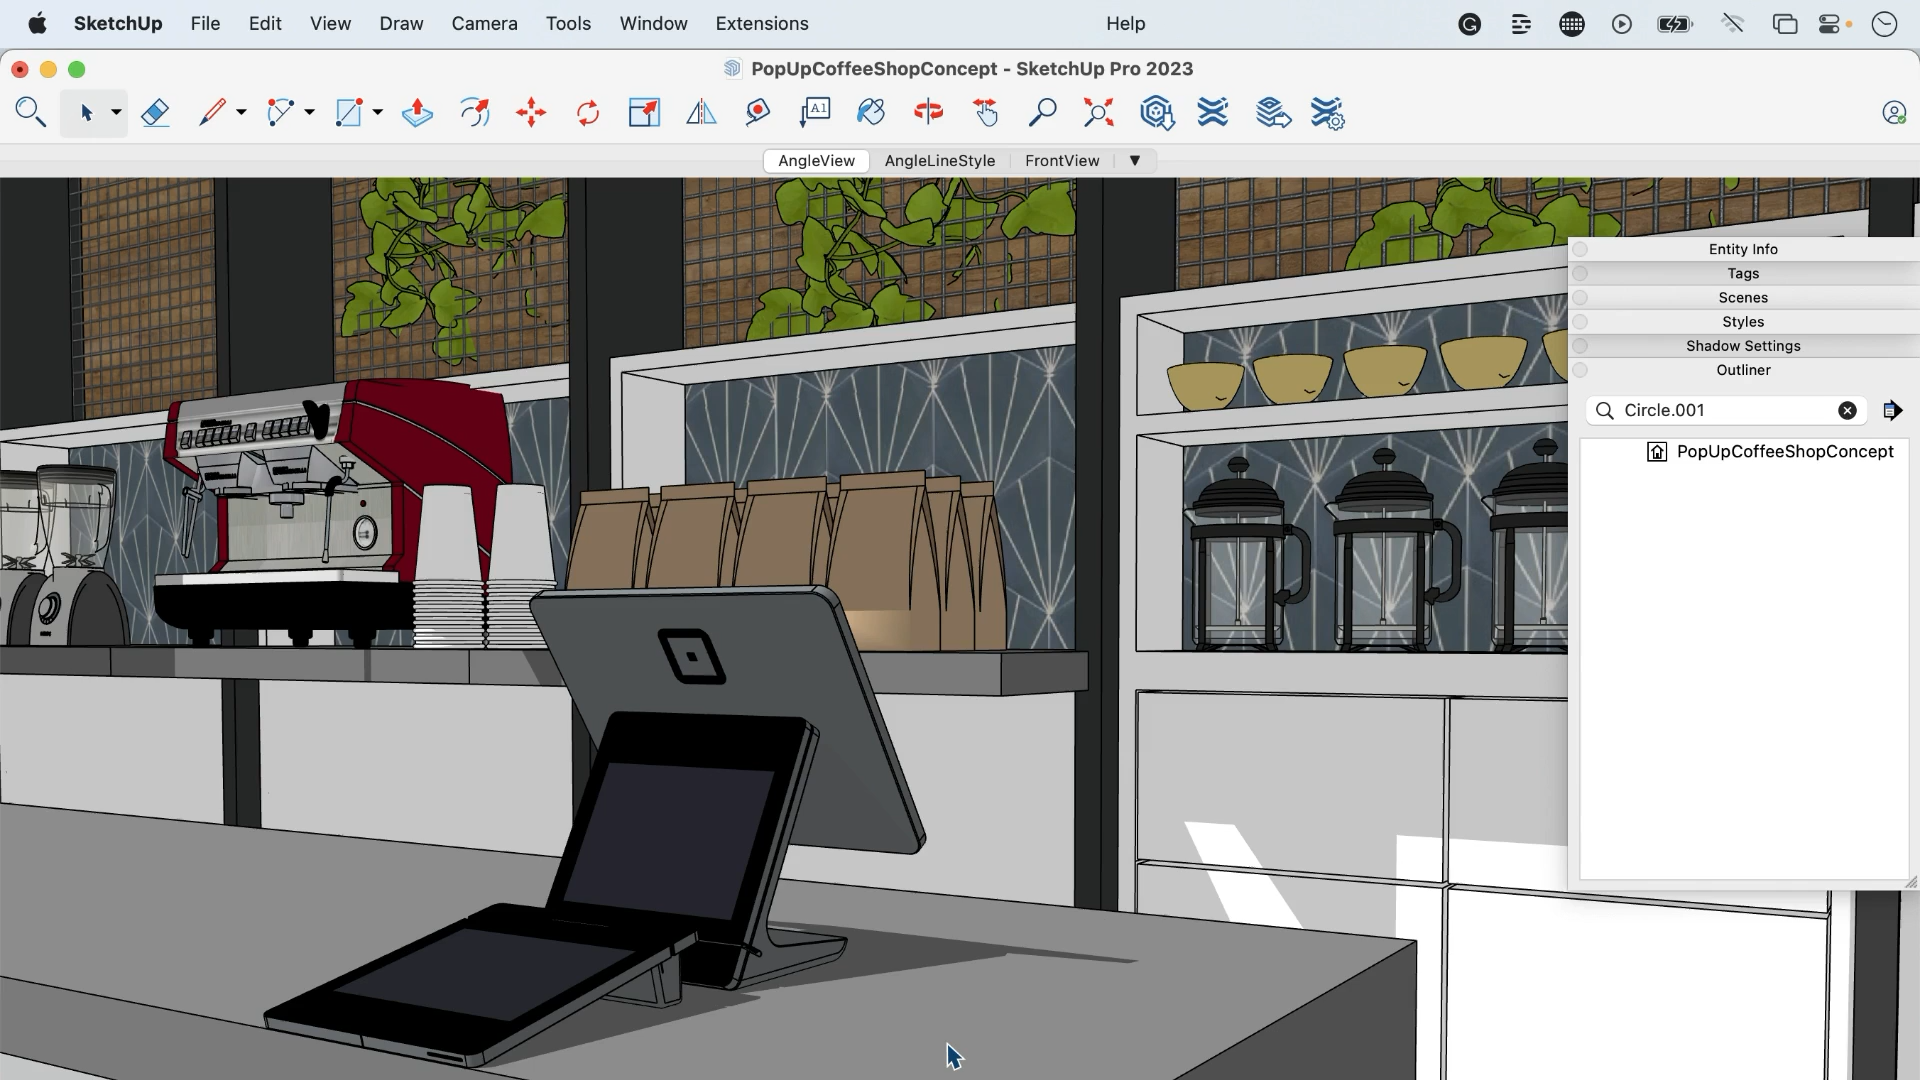 SketchUp File Edit View Draw Camera Tools Window Extensions Help
PopUpCoffeeShopConcept - SketchUp Pro 2023
A1
AngleView AngleLineStyle FrontView ▼
Entity Info
Tags
Scenes
Styles
Shadow Settings
Outliner
Circle.001
PopUpCoffeeShopConcept